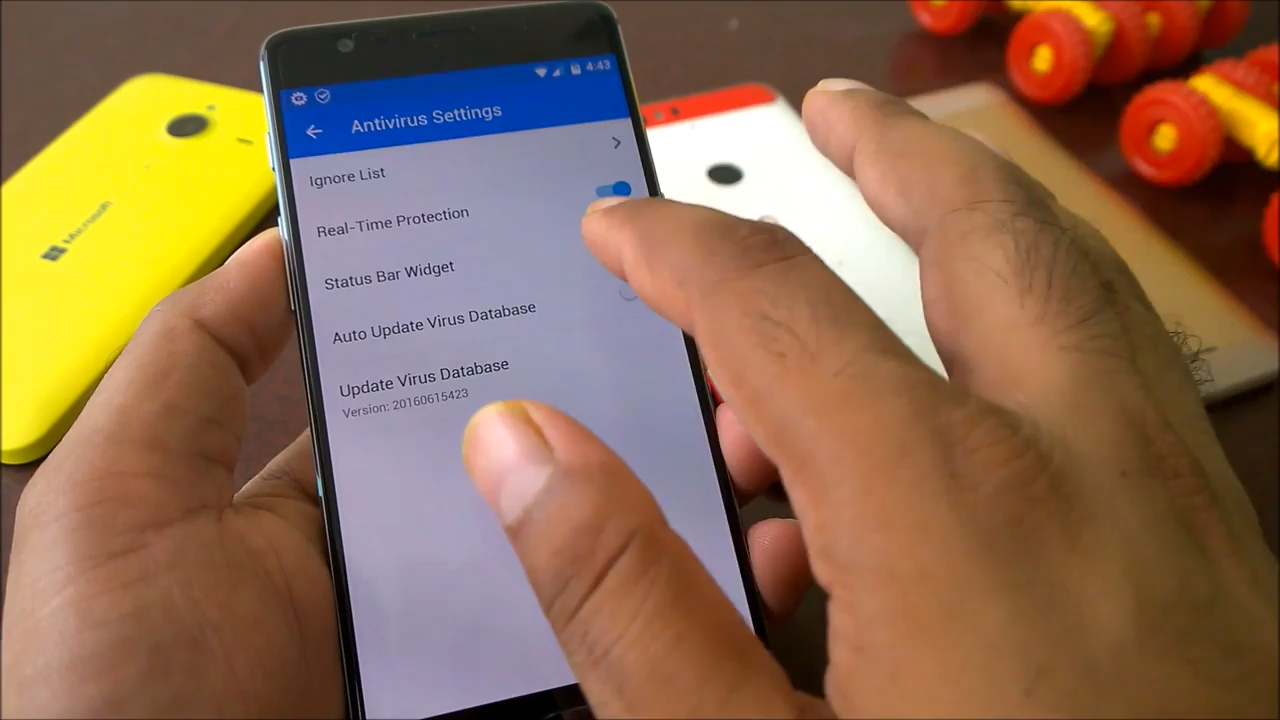 4:43
Antivirus Settings
Ignore List
Real-Time Protection
Status Bar Widget
Auto Update Virus Database
Update Virus Database
Version: 20160615423
Microsoft